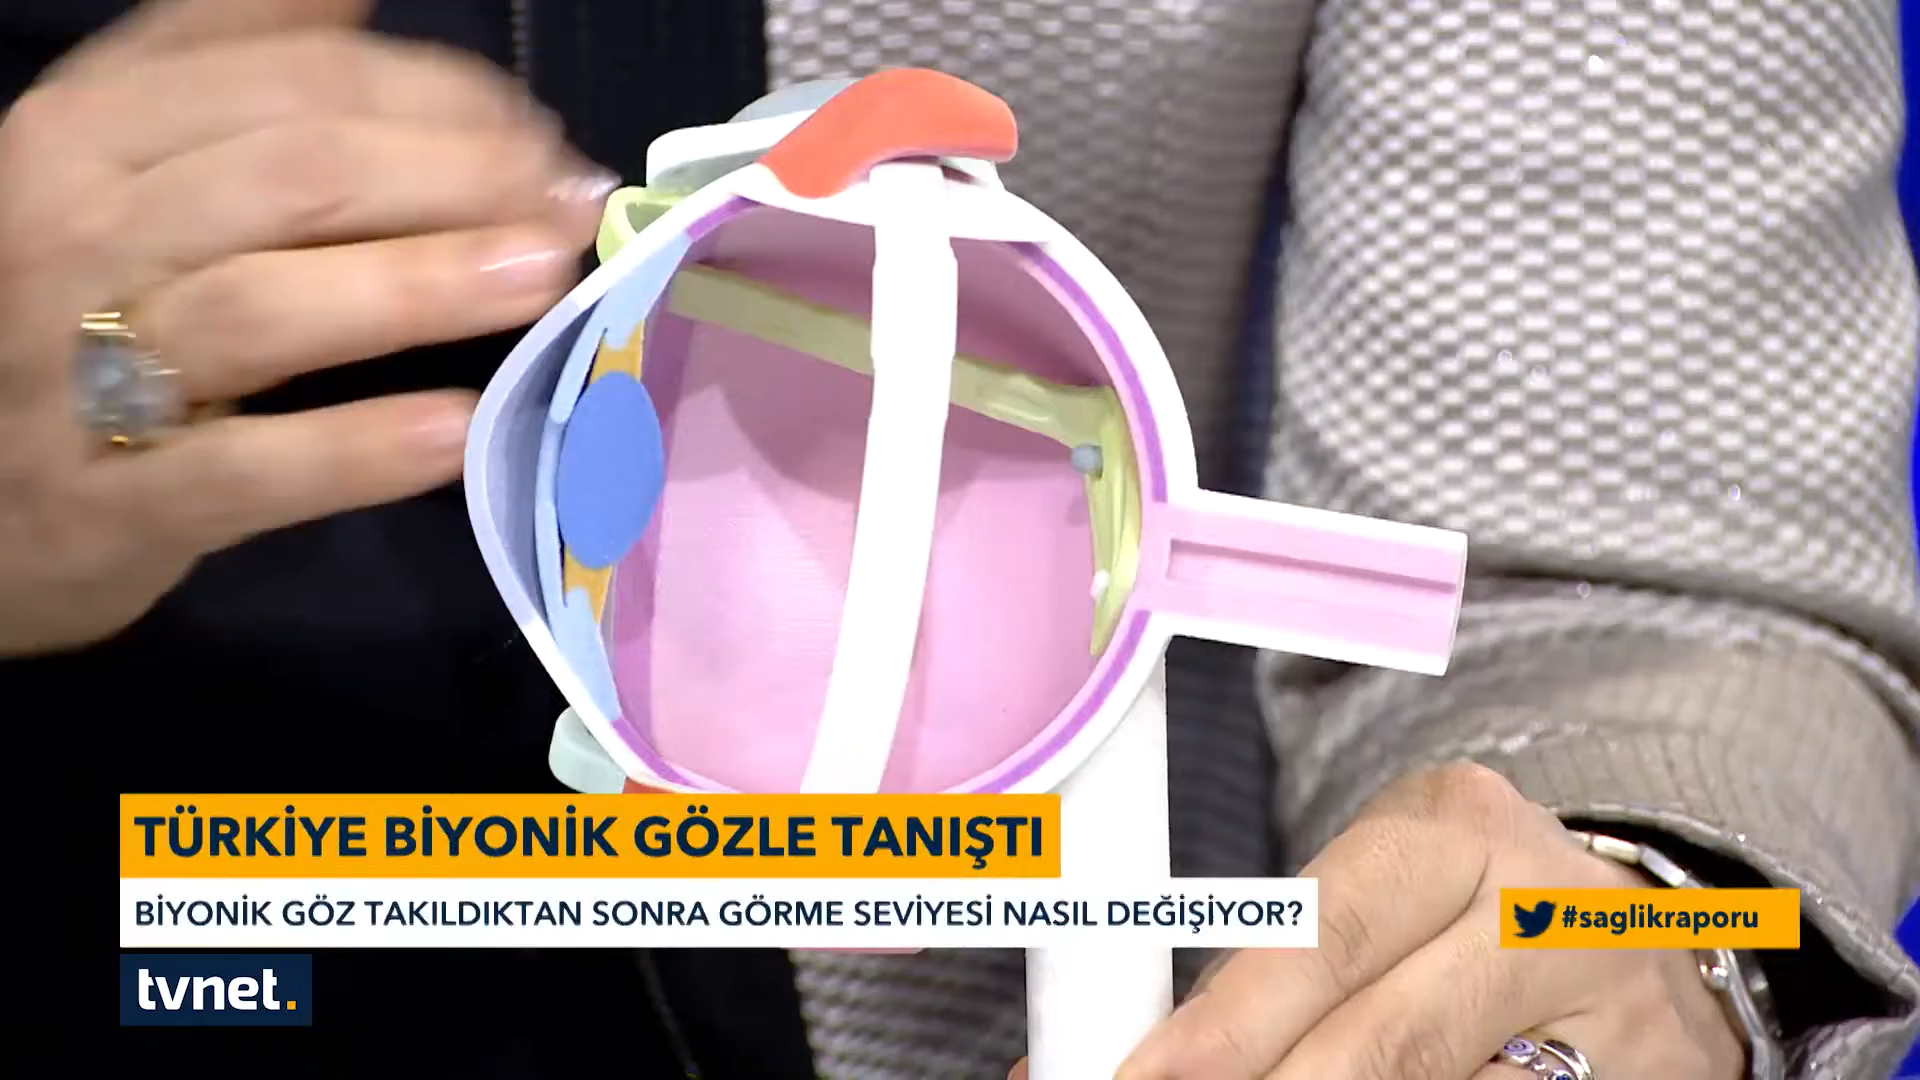 TÜRKİYE BİYONİK GÖZLE TANIŞTI
BİYONİK GÖZ TAKILDIKTAN SONRA GÖRME SEVİYESİ NASIL DEĞİŞİYOR?
#saglikraporu
tvnet.